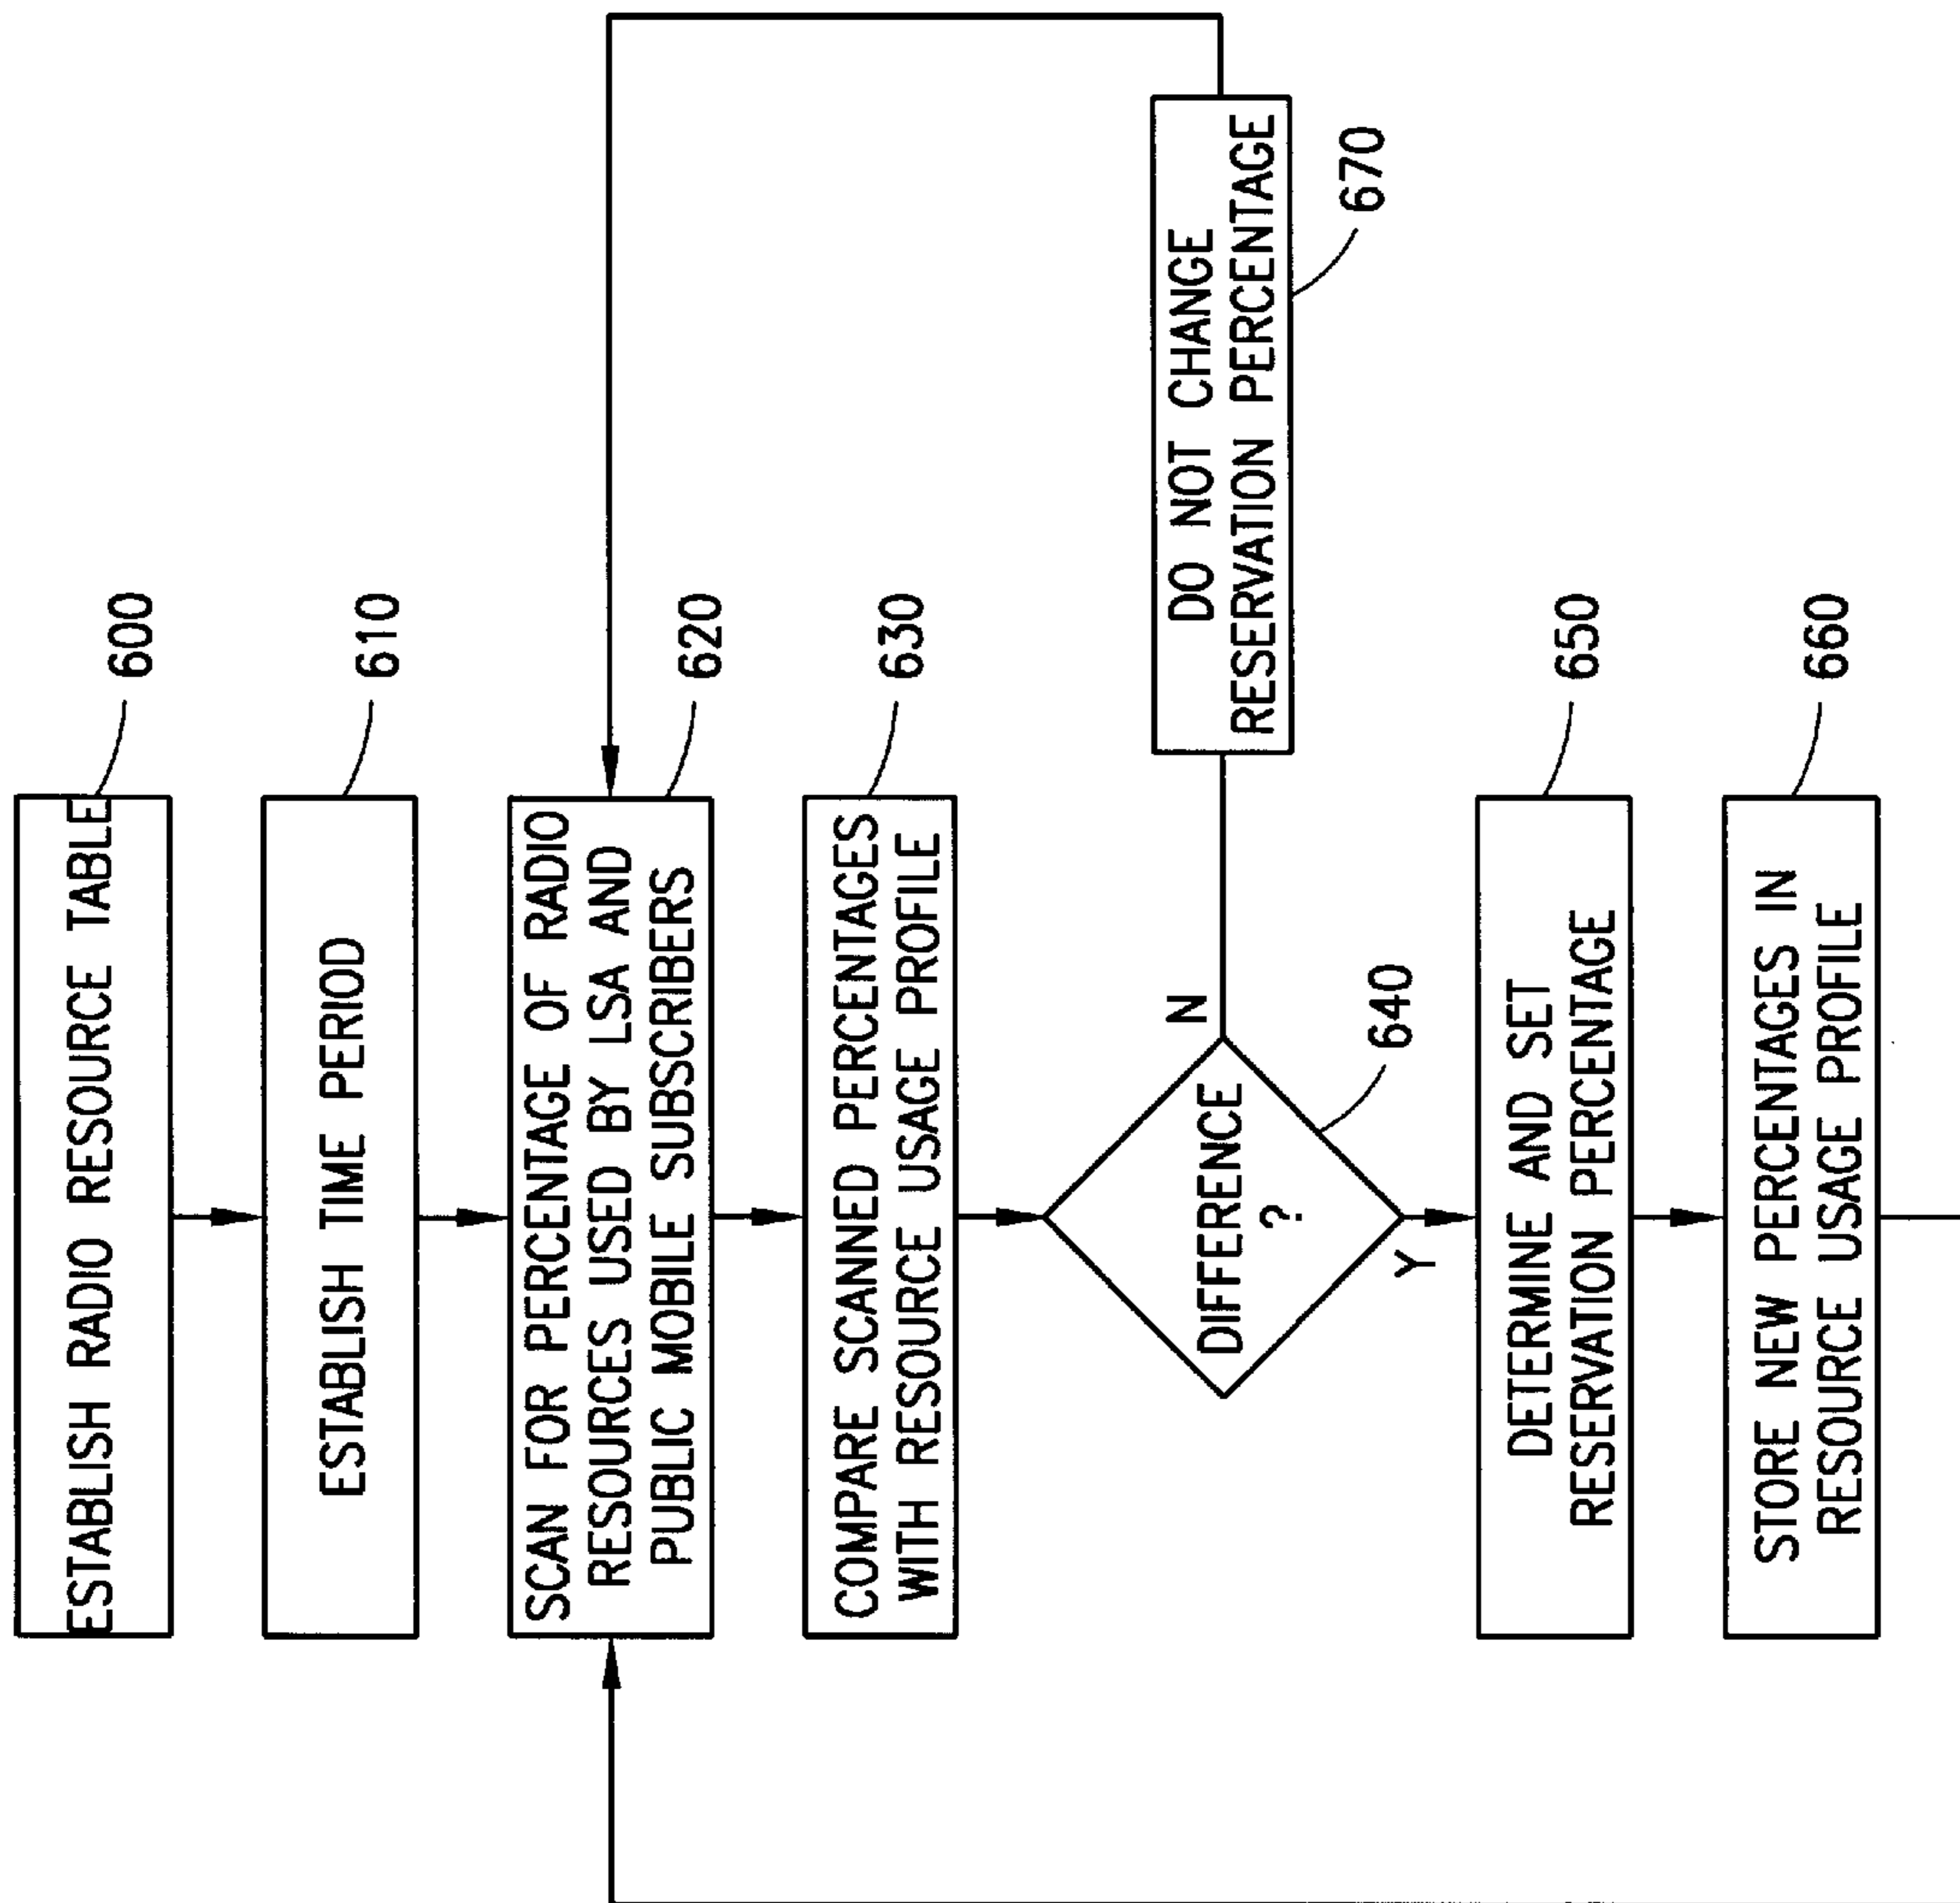 ESTABLISH RADIO RESOURCE TABLE
600
ESTABLISH TIME PERIOD
610
SCAN FOR PERCENTAGE OF RADIO
RESOURCES USED BY LSA AND
PUBLIC MOBILE SUBSCRIBERS
620
COMPARE SCANNED PERCENTAGES
WITH RESOURCE USAGE PROFILE
630
DIFFERENCE
?
640
N
DO NOT CHANGE
RESERVATION PERCENTAGE
670
Y
DETERMINE AND SET
RESERVATION PERCENTAGE
650
STORE NEW PERCENTAGES IN
RESOURCE USAGE PROFILE
660